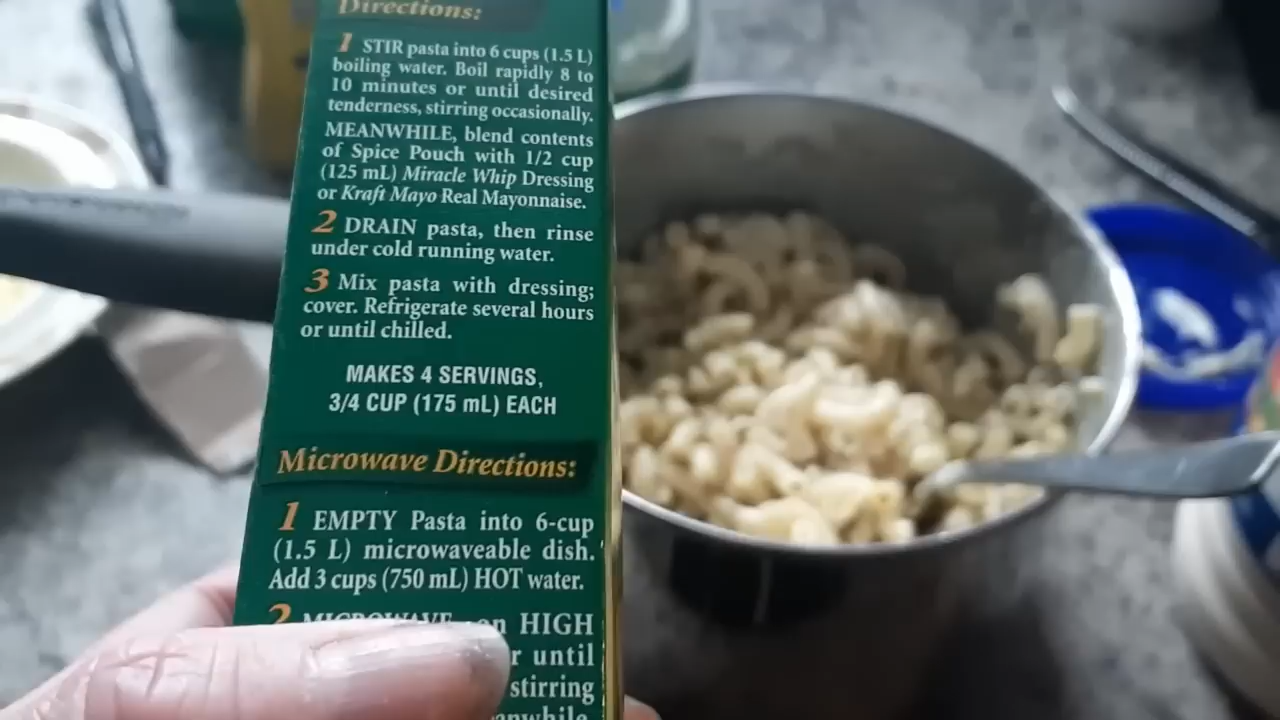 Directions:
1 STIR pasta into 6 cups (1.5 L)
boiling water. Boil rapidly 8 to
10 minutes or until desired
tenderness, stirring occasionally.
MEANWHILE, blend contents
of Spice Pouch with 1/2 cup
(125 mL) Miracle Whip Dressing
or Kraft Mayo Real Mayonnaise.
2 DRAIN pasta, then rinse
under cold running water.
3 Mix pasta with dressing;
cover. Refrigerate several hours
or until chilled.
MAKES 4 SERVINGS,
3/4 CUP (175 mL) EACH
Microwave Directions:
1 EMPTY Pasta into 6-cup
(1.5 L) microwaveable dish.
Add 3 cups (750 mL) HOT water.
2 MICROWAVE on HIGH
until
stirring